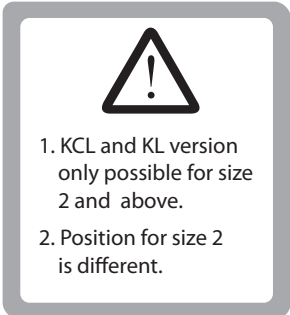 1. KCL and KL version
only possible for size
2 and above.
2. Position for size 2
is different.